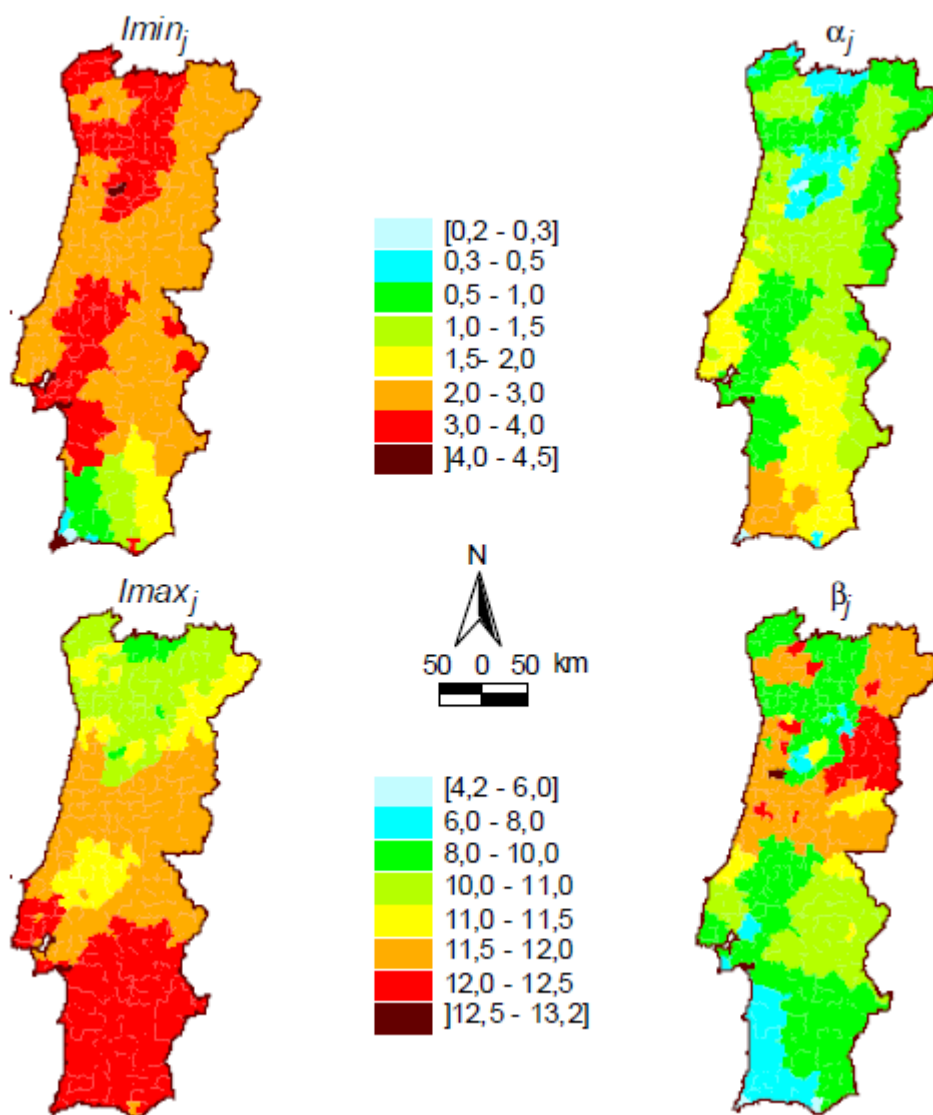 Imin_j
α_j
[0,2 - 0,3]
0,3 - 0,5
0,5 - 1,0
1,0 - 1,5
1,5- 2,0
2,0 - 3,0
3,0 - 4,0
]4,0 - 4,5]
N
50 0 50 km
Imax_j
β_j
[4,2 - 6,0]
6,0 - 8,0
8,0 - 10,0
10,0 - 11,0
11,0 - 11,5
11,5 - 12,0
12,0 - 12,5
]12,5 - 13,2]